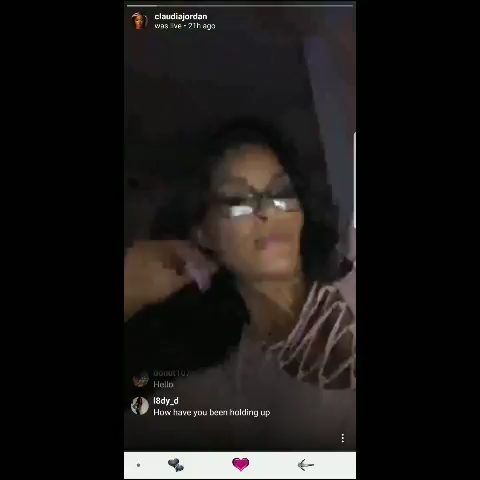 claudiajordan
was live • 21h ago
Hello
l8dy_d
How have you been holding up